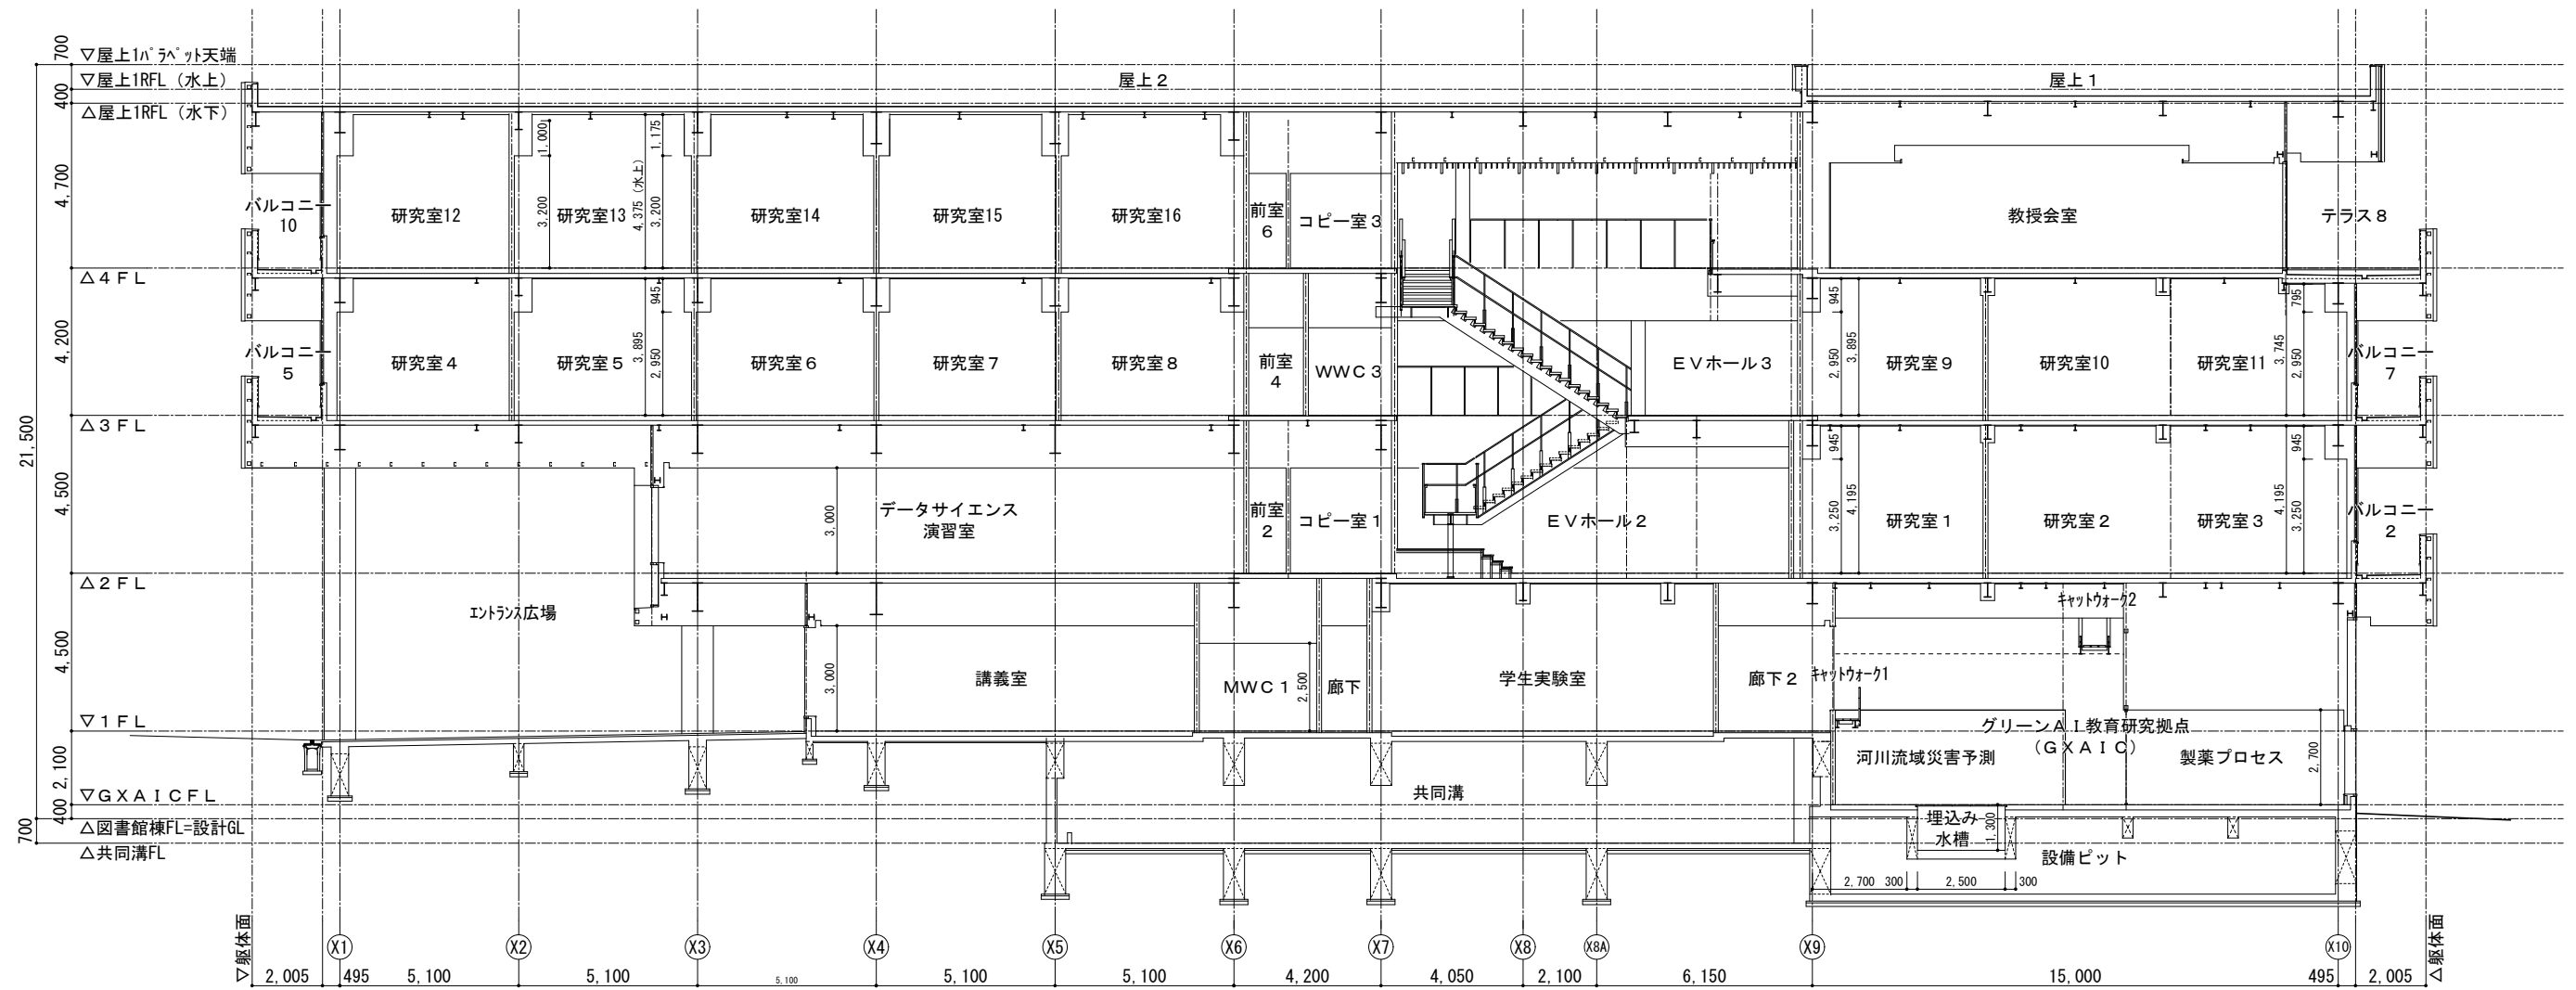 700
▽屋上1ﾊﾟﾗﾍﾟｯﾄ天端
▽屋上1RFL（水上）
400
△屋上1RFL（水下）
屋上２
屋上１
4,700
バルコニー
10
研究室12
1,000
3,200
研究室13
4,375（水上）
1,175
3,200
研究室14
研究室15
研究室16
前室
6
コピー室３
教授会室
テラス８
△４ＦＬ
4,200
バルコニー
5
研究室４
研究室５
3,895
945
2,950
研究室６
研究室７
研究室８
前室
4
ＷＷＣ３
ＥＶホール３
945
2,950
3,895
研究室９
研究室10
研究室11
3,745
795
2,950
バルコニー
7
△３ＦＬ
21,500
4,500
データサイエンス
演習室
3,000
前室
2
コピー室１
ＥＶホール２
945
3,250
4,195
研究室１
研究室２
研究室３
4,195
945
3,250
バルコニー
2
△２ＦＬ
4,500
ｴﾝﾄﾗﾝｽ広場
3,000
講義室
ＭＷＣ１
2,500
廊下
学生実験室
廊下２
ｷｬｯﾄｳｫｰｸ1
ｷｬｯﾄｳｫｰｸ2
▽１ＦＬ
2,100
グリーンＡＩ教育研究拠点
（ＧＸＡＩＣ）
河川流域災害予測
製薬プロセス
2,700
▽ＧＸＡＩＣＦＬ
共同溝
400
△図書館棟FL=設計GL
埋込み
水槽
1,300
700
△共同溝FL
設備ピット
2,700 300 2,500 300
▽躯体面
X1 X2 X3 X4 X5 X6 X7 X8 X8A X9 X10
△躯体面
2,005 495 5,100 5,100 5,100 5,100 5,100 4,200 4,050 2,100 6,150 15,000 495 2,005